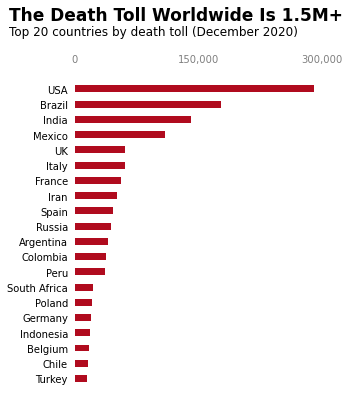 The Death Toll Worldwide Is 1.5M+
Top 20 countries by death toll (December 2020)
0 150,000 300,000
USA
Brazil
India
Mexico
UK
Italy
France
Iran
Spain
Russia
Argentina
Colombia
Peru
South Africa
Poland
Germany
Indonesia
Belgium
Chile
Turkey